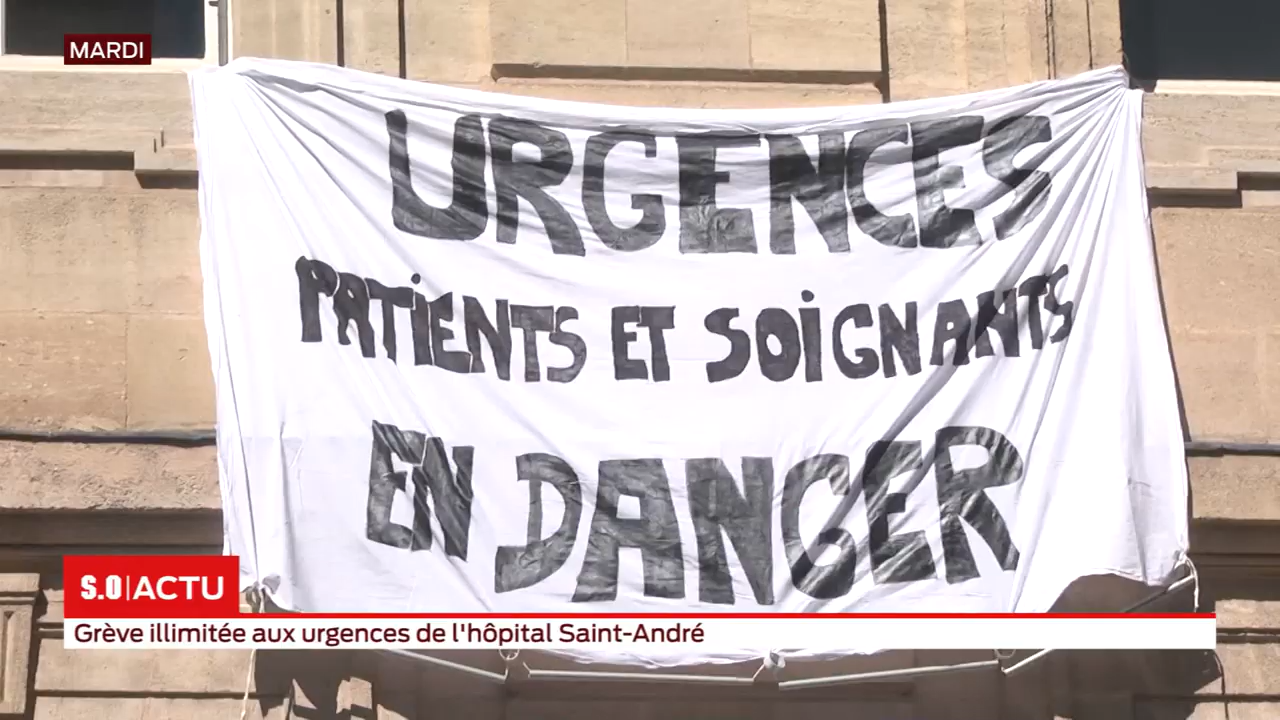 MARDI
URGENCES
PATIENTS ET SOIGNANTS
EN DANGER
S.O|ACTU
Grève illimitée aux urgences de l'hôpital Saint-André